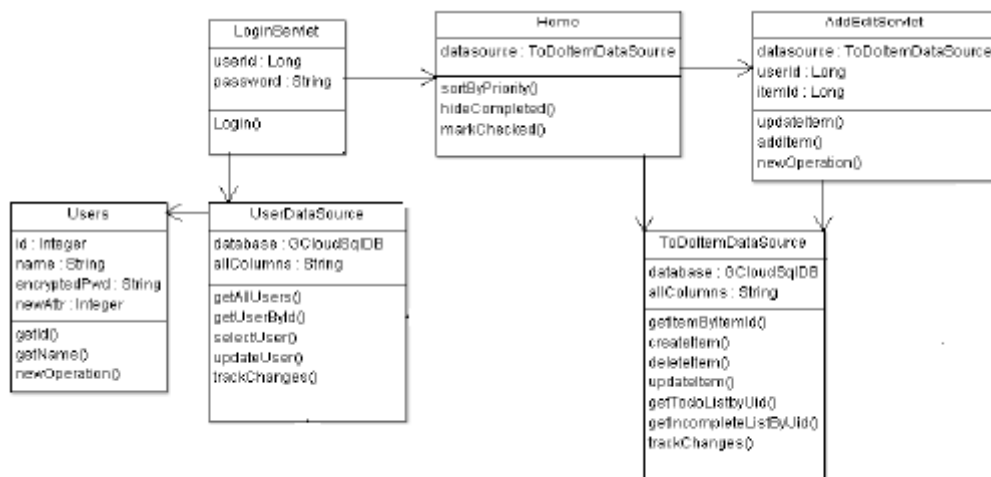 LoginServlet
userId : Long
password : String
Login()
Home
datasource : ToDoItemDataSource
sortByPriority()
hideCompleted()
markChecked()
AddEditServlet
datasource : ToDoItemDataSource
userId : Long
itemId : Long
updateItem()
addItem()
newOperation()
Users
id : Integer
name : String
encryptedPwd : String
newAttr : Integer
getId()
getName()
newOperation()
UserDataSource
database : GCloudSqlDB
allColumns : String
getAllUsers()
getUserById()
selectUser()
updateUser()
trackChanges()
ToDoItemDataSource
database : GCloudSqlDB
allColumns : String
getItemByItemId()
createItem()
deleteItem()
updateItem()
getTodoListbyUid()
getIncompleteListByUid()
trackChanges()